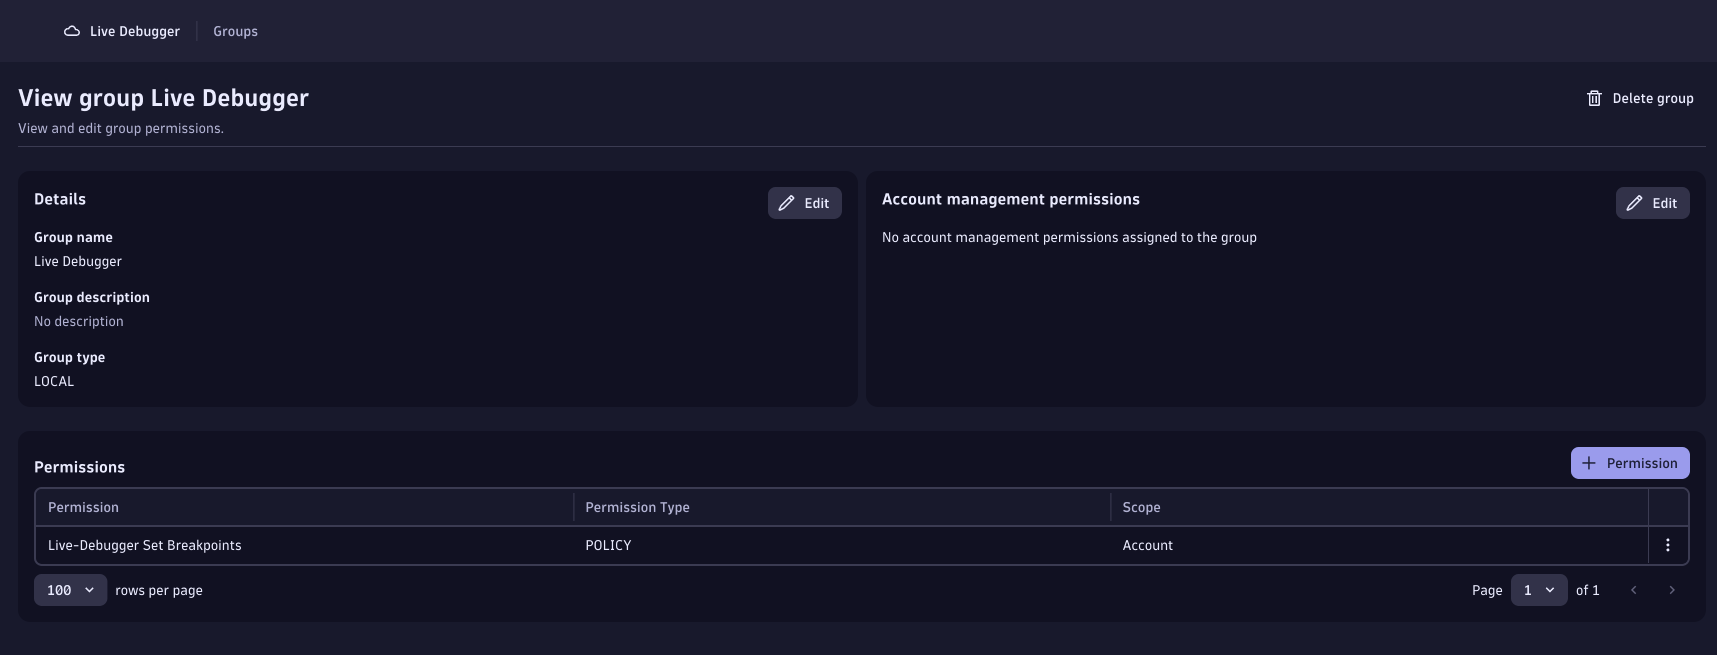 Live Debugger
Groups
View group Live Debugger
Delete group
View and edit group permissions.
Details
Edit
Group name
Live Debugger
Group description
No description
Group type
LOCAL
Account management permissions
Edit
No account management permissions assigned to the group
Permissions
Permission
Permission Permission Type Scope
Live-Debugger Set Breakpoints POLICY Account
100 rows per page
Page 1 of 1